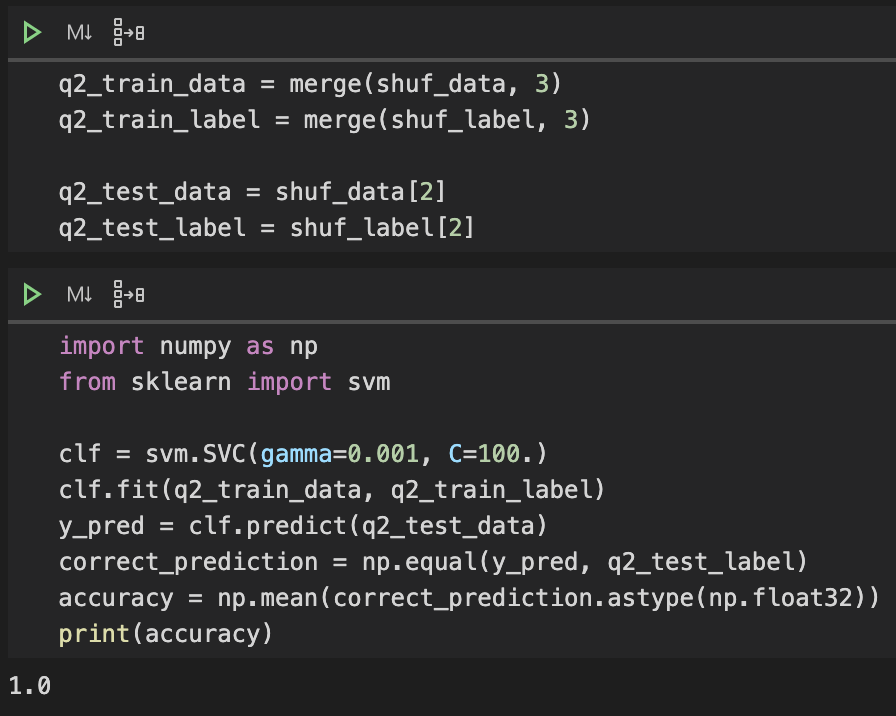 M↓
q2_train_data = merge(shuf_data, 3)
q2_train_label = merge(shuf_label, 3)
q2_test_data = shuf_data[2]
q2_test_label = shuf_label[2]
M↓
import numpy as np
from sklearn import svm
clf = svm.SVC(gamma=0.001, C=100.)
clf.fit(q2_train_data, q2_train_label)
y_pred = clf.predict(q2_test_data)
correct_prediction = np.equal(y_pred, q2_test_label)
accuracy = np.mean(correct_prediction.astype(np.float32))
print(accuracy)
1.0